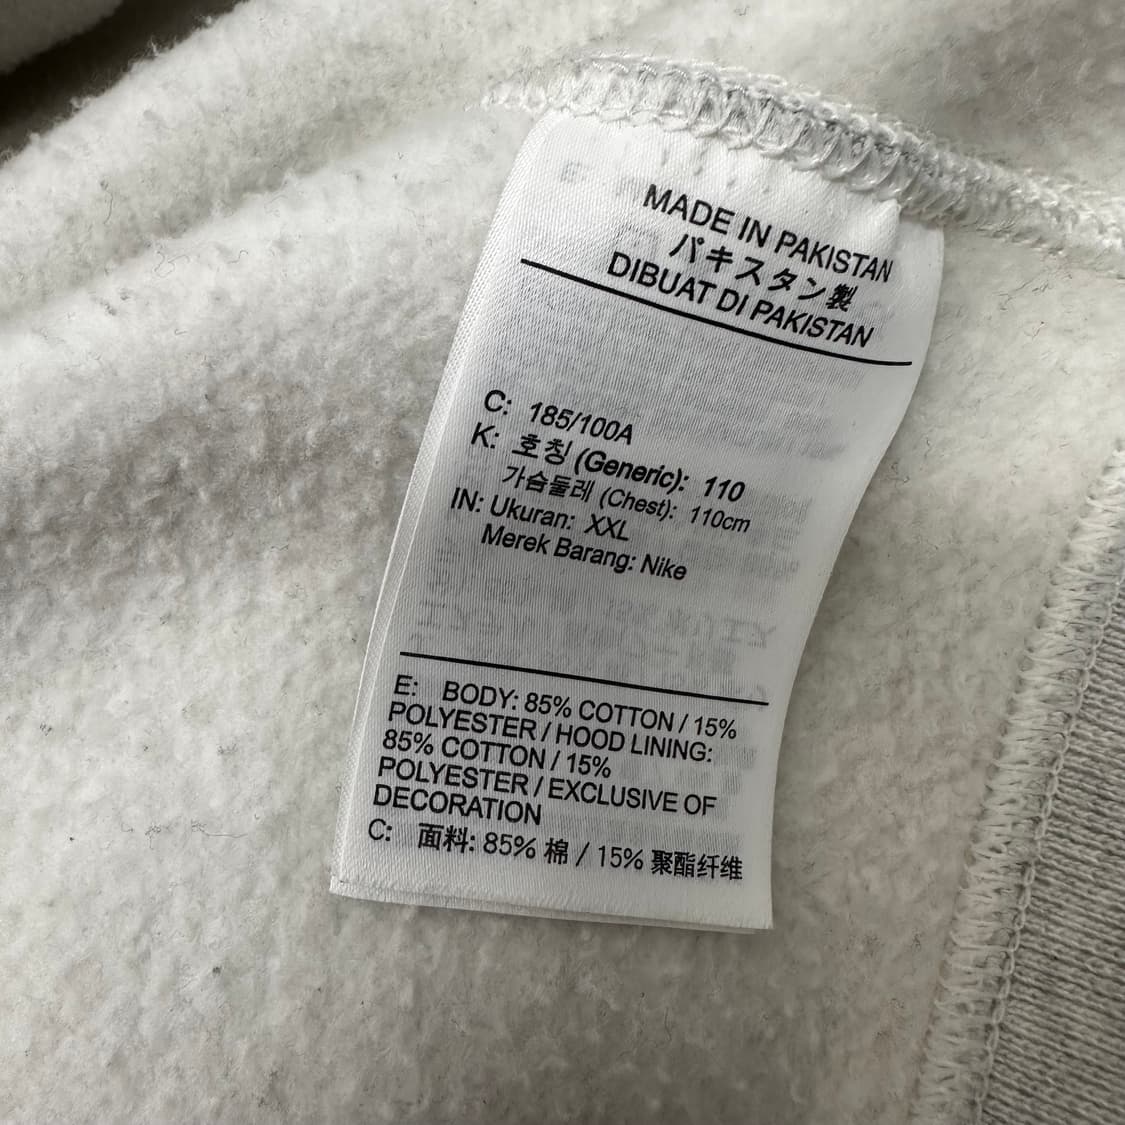 MADE IN PAKISTAN
パキスタン製
DIBUAT DI PAKISTAN
C: 185/100A
K: 호칭 (Generic): 110
가슴둘레 (Chest): 110cm
IN: Ukuran: XXL
Merek Barang: Nike
E: BODY: 85% COTTON / 15%
POLYESTER / HOOD LINING:
85% COTTON / 15%
POLYESTER / EXCLUSIVE OF
DECORATION
C: 面料: 85% 棉 / 15% 聚酯纤维